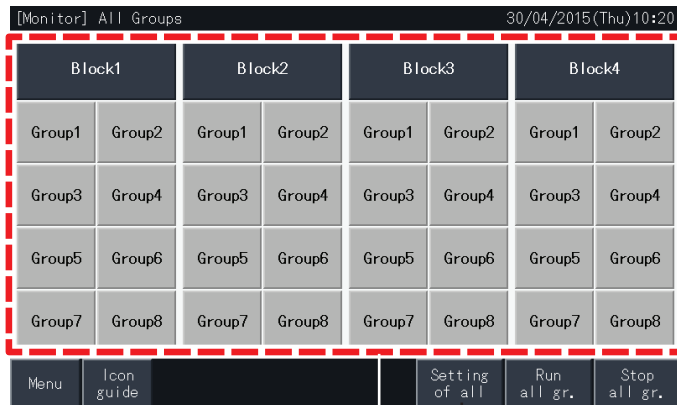 [Monitor] All Groups 30/04/2015(Thu)10:20
Block1 Block2 Block3 Block4
Group1 Group2 Group1 Group2 Group1 Group2 Group1 Group2
Group3 Group4 Group3 Group4 Group3 Group4 Group3 Group4
Group5 Group6 Group5 Group6 Group5 Group6 Group5 Group6
Group7 Group8 Group7 Group8 Group7 Group8 Group7 Group8
Menu
Icon
guide
Setting
of all
Run
all gr.
Stop
all gr.